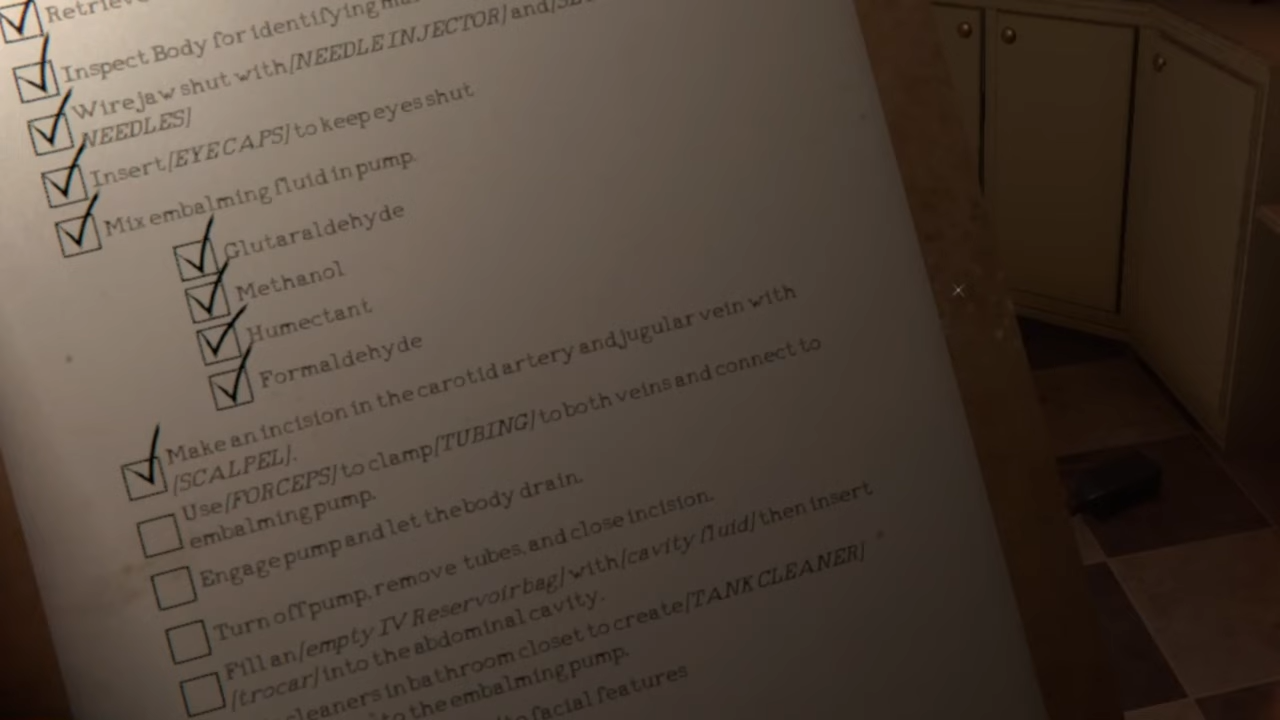 Retrieve
Inspect Body for identifying
Wire jaw shut with [NEEDLE INJECTOR] and
NEEDLES]
Insert [EYE CAPS] to keep eyes shut
Mix embalming fluid in pump.
Glutaraldehyde
Methanol
Humectant
Formaldehyde
Make an incision in the carotid artery and jugular vein with
[SCALPEL].
Use [FORCEPS] to clamp [TUBING] to both veins and connect to
embalming pump.
Engage pump and let the body drain.
Turn off pump, remove tubes, and close incision.
Fill an [empty IV Reservoir bag] with [cavity fluid] then insert
[trocar] into the abdominal cavity.
cleaners in bathroom closet to create [TANK CLEANER]
to the embalming pump.
to facial features